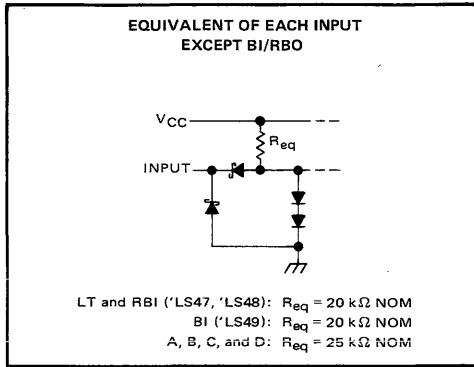 EQUIVALENT OF EACH INPUT
EXCEPT BI/RBO
VCC
Req
INPUT
LT and RBI ('LS47, 'LS48): Req = 20 kΩ NOM
BI ('LS49): Req = 20 kΩ NOM
A, B, C, and D: Req = 25 kΩ NOM